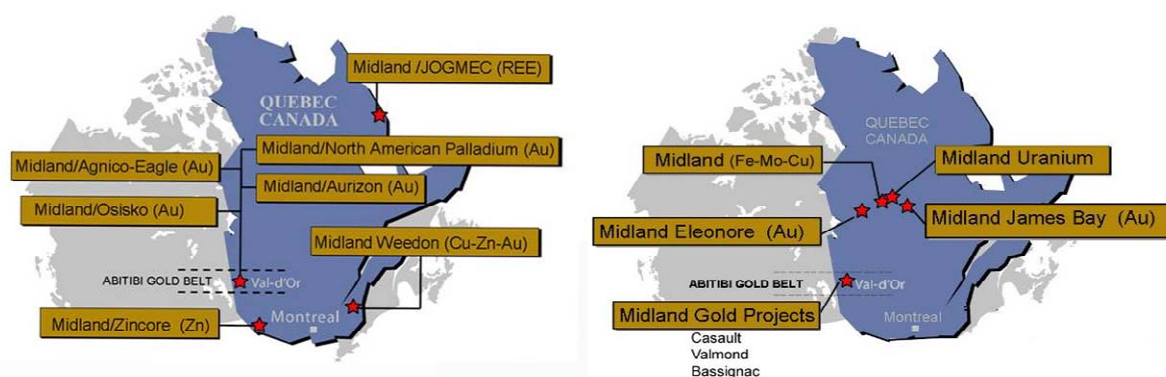 Midland /JOGMEC (REE)
QUEBEC
CANADA
Midland/North American Palladium (Au)
Midland/Agnico-Eagle (Au)
Midland/Aurizon (Au)
Midland/Osisko (Au)
Midland Weedon (Cu-Zn-Au)
ABITIBI GOLD BELT
Val-d'Or
Midland/Zincore (Zn)
Montreal
QUEBEC
CANADA
Midland (Fe-Mo-Cu)
Midland Uranium
Midland Eleonore (Au)
Midland James Bay (Au)
ABITIBI GOLD BELT
Val-d'Or
Midland Gold Projects
Montreal
Casault
Valmond
Bassignac